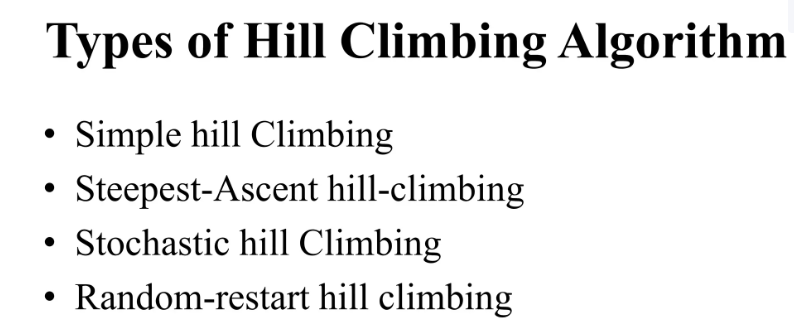 Types of Hill Climbing Algorithm
• Simple hill Climbing
• Steepest-Ascent hill-climbing
• Stochastic hill Climbing
• Random-restart hill climbing